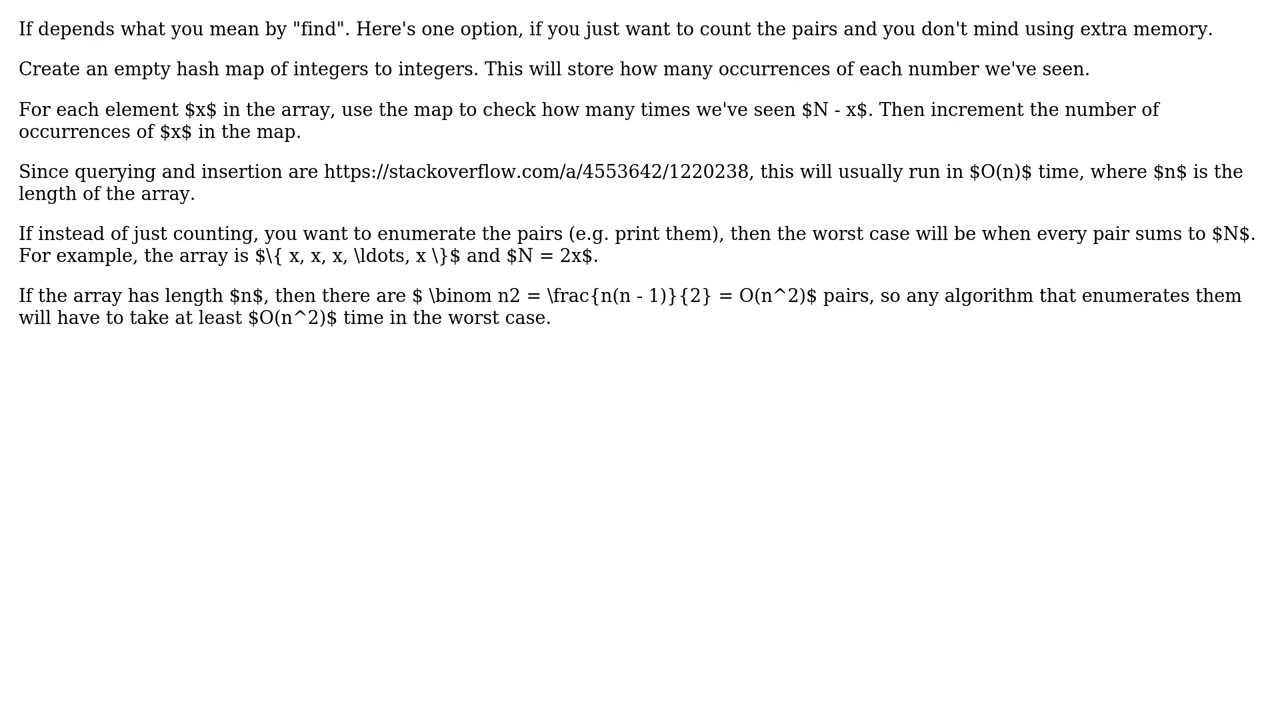 If depends what you mean by "find". Here's one option, if you just want to count the pairs and you don't mind using extra memory.
Create an empty hash map of integers to integers. This will store how many occurrences of each number we've seen.
For each element $x$ in the array, use the map to check how many times we've seen $N - x$. Then increment the number of
occurrences of $x$ in the map.
Since querying and insertion are https://stackoverflow.com/a/4553642/1220238, this will usually run in $O(n)$ time, where $n$ is the
length of the array.
If instead of just counting, you want to enumerate the pairs (e.g. print them), then the worst case will be when every pair sums to $N$.
For example, the array is $\{ x, x, x, \ldots, x \}$ and $N = 2x$.
If the array has length $n$, then there are $ \binom n2 = \frac{n(n - 1)}{2} = O(n^2)$ pairs, so any algorithm that enumerates them
will have to take at least $O(n^2)$ time in the worst case.